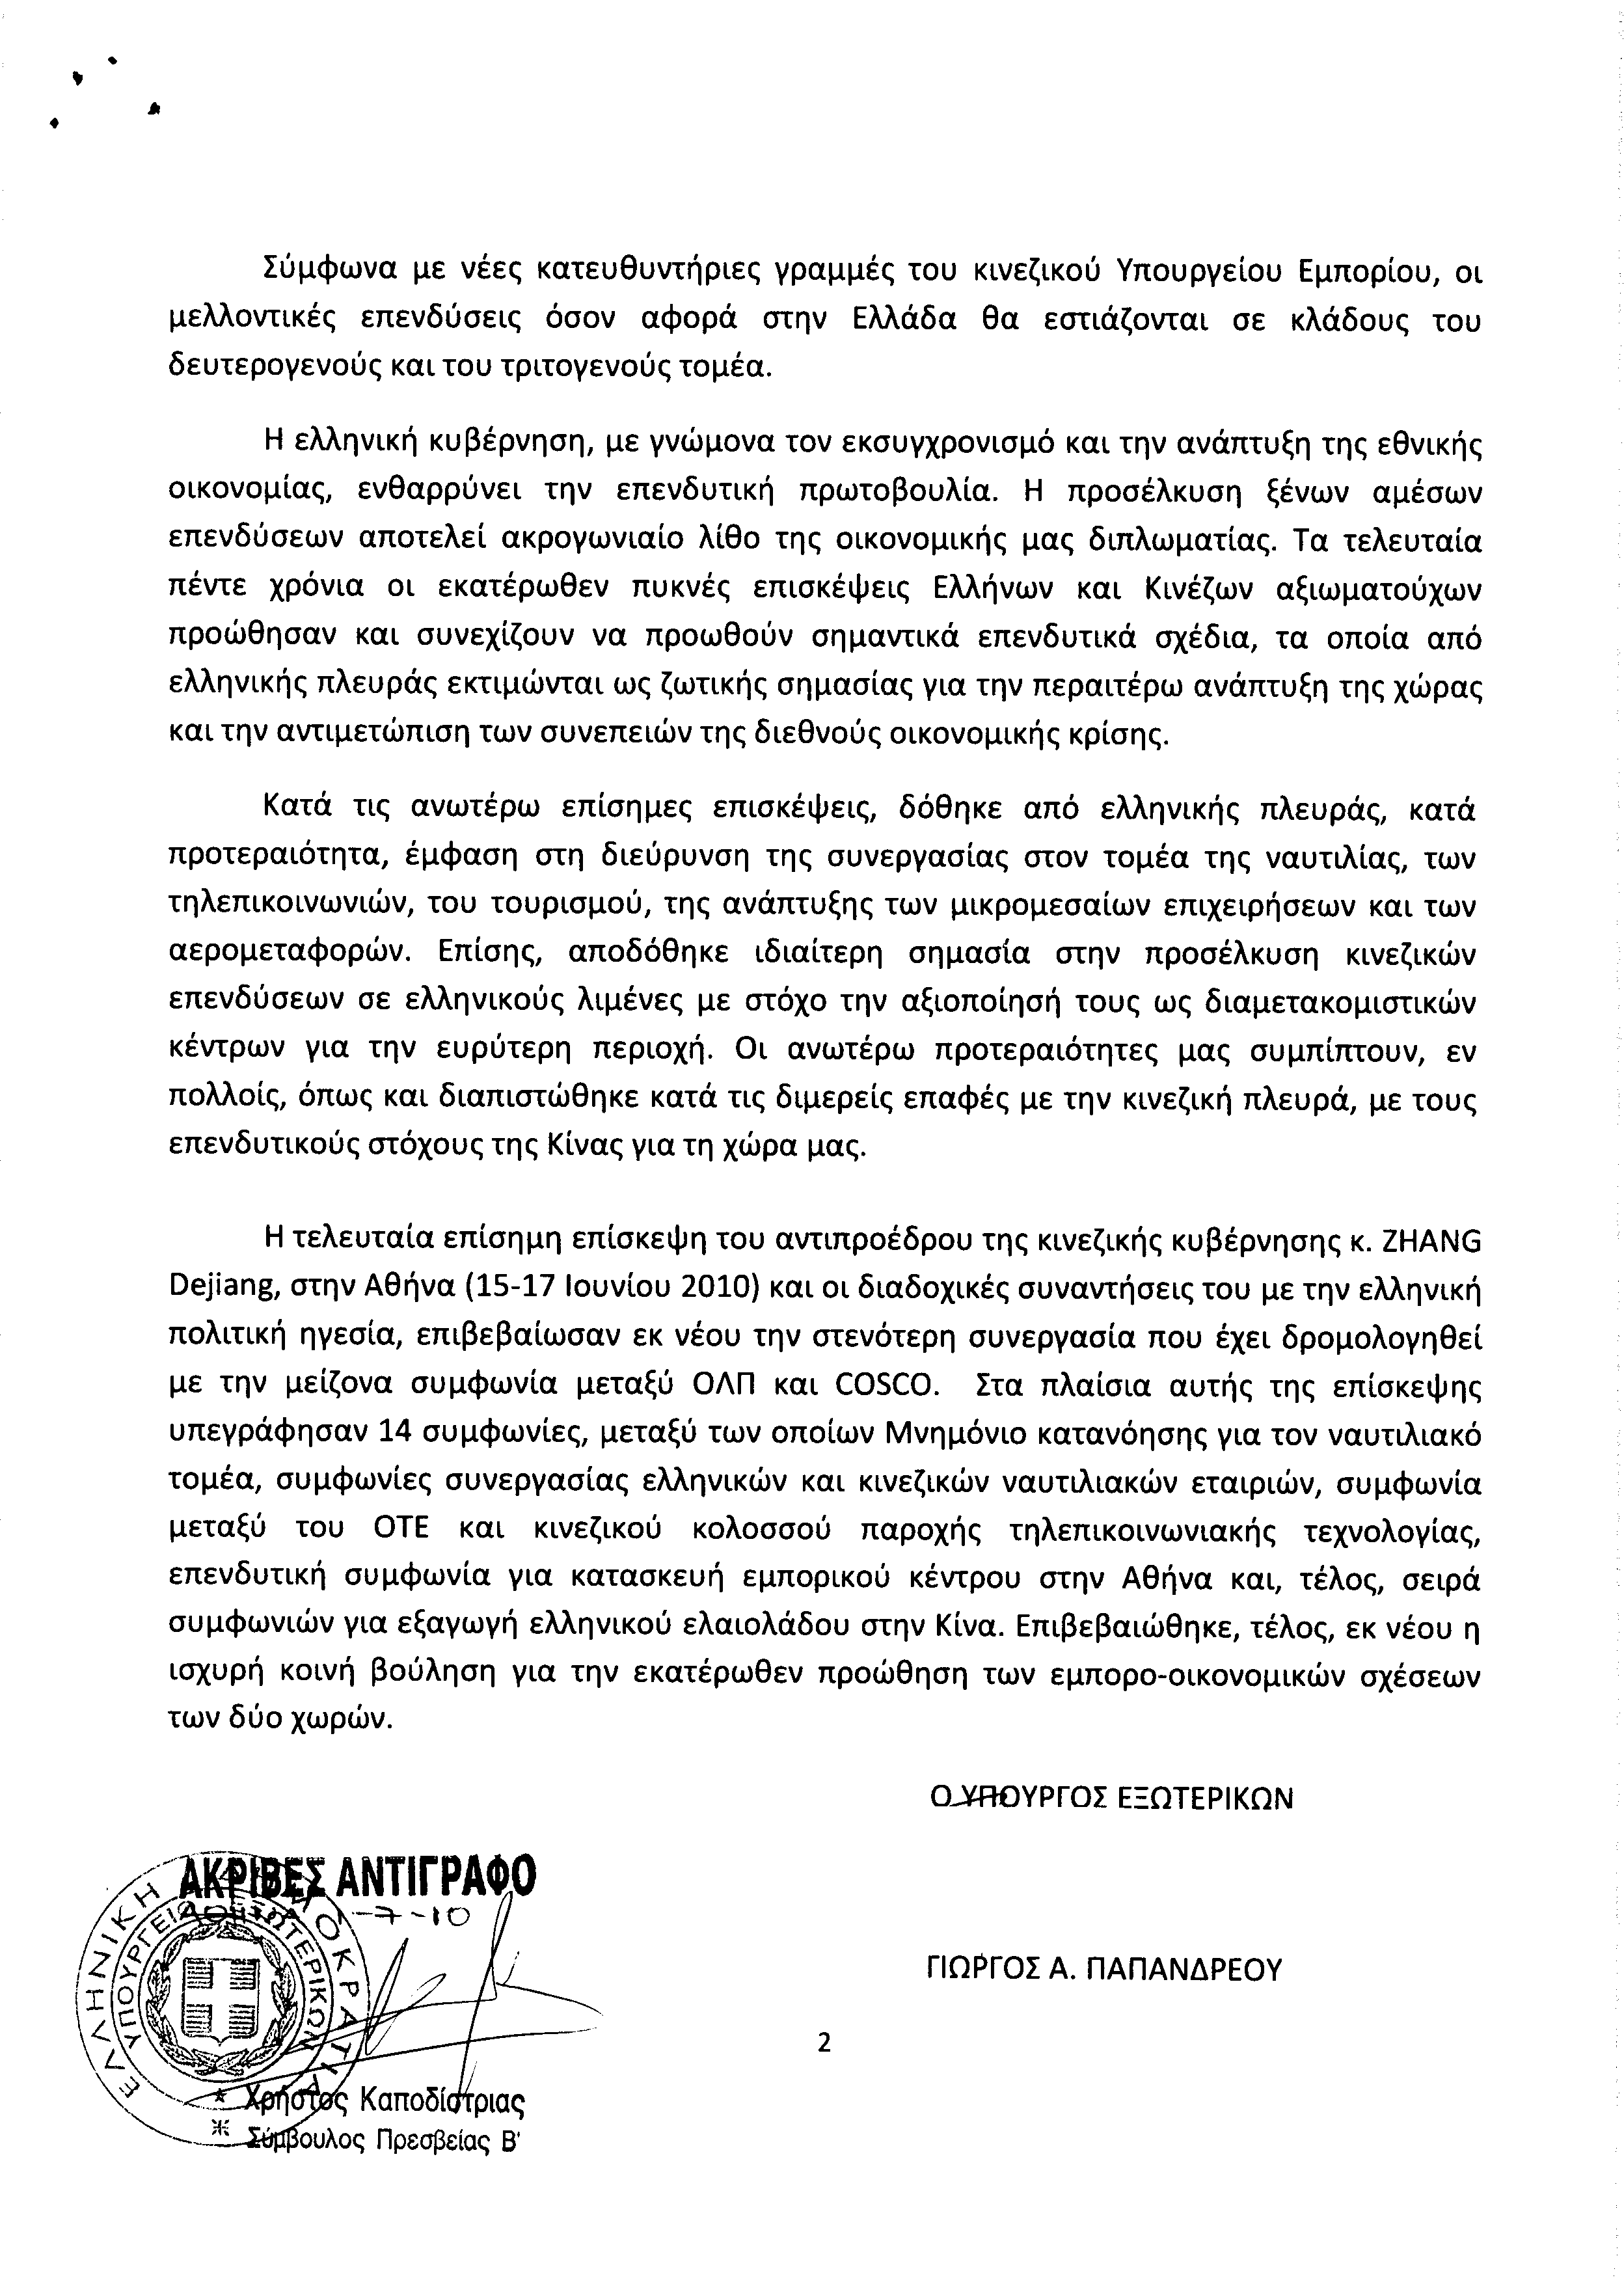 Σύμφωνα με νέες κατευθυντήριες γραμμές του κινεζικού Υπουργείου Εμπορίου, οι
μελλοντικές επενδύσεις όσον αφορά στην Ελλάδα θα εστιάζονται σε κλάδους του
δευτερογενούς και του τριτογενούς τομέα.
Η ελληνική κυβέρνηση, με γνώμονα τον εκσυγχρονισμό και την ανάπτυξη της εθνικής
οικονομίας, ενθαρρύνει την επενδυτική πρωτοβουλία. Η προσέλκυση ξένων αμέσων
επενδύσεων αποτελεί ακρογωνιαίο λίθο της οικονομικής μας διπλωματίας. Τα τελευταία
πέντε χρόνια οι εκατέρωθεν πυκνές επισκέψεις Ελλήνων και Κινέζων αξιωματούχων
προώθησαν και συνεχίζουν να προωθούν σημαντικά επενδυτικά σχέδια, τα οποία από
ελληνικής πλευράς εκτιμώνται ως ζωτικής σημασίας για την περαιτέρω ανάπτυξη της χώρας
και την αντιμετώπιση των συνεπειών της διεθνούς οικονομικής κρίσης.
Κατά τις ανωτέρω επίσημες επισκέψεις, δόθηκε από ελληνικής πλευράς, κατά
προτεραιότητα, έμφαση στη διεύρυνση της συνεργασίας στον τομέα της ναυτιλίας, των
τηλεπικοινωνιών, του τουρισμού, της ανάπτυξης των μικρομεσαίων επιχειρήσεων και των
αερομεταφορών. Επίσης, αποδόθηκε ιδιαίτερη σημασία στην προσέλκυση κινεζικών
επενδύσεων σε ελληνικούς λιμένες με στόχο την αξιοποίησή τους ως διαμετακομιστικών
κέντρων για την ευρύτερη περιοχή. Οι ανωτέρω προτεραιότητες μας συμπίπτουν, εν
πολλοίς, όπως και διαπιστώθηκε κατά τις διμερείς επαφές με την κινεζική πλευρά, με τους
επενδυτικούς στόχους της Κίνας για τη χώρα μας.
Η τελευταία επίσημη επίσκεψη του αντιπροέδρου της κινεζικής κυβέρνησης κ. ZHANG
Dejiang, στην Αθήνα (15-17 Ιουνίου 2010) και οι διαδοχικές συναντήσεις του με την ελληνική
πολιτική ηγεσία, επιβεβαίωσαν εκ νέου την στενότερη συνεργασία που έχει δρομολογηθεί
με την μείζονα συμφωνία μεταξύ ΟΛΠ και COSCO. Στα πλαίσια αυτής της επίσκεψης
υπεγράφησαν 14 συμφωνίες, μεταξύ των οποίων Μνημόνιο κατανόησης για τον ναυτιλιακό
τομέα, συμφωνίες συνεργασίας ελληνικών και κινεζικών ναυτιλιακών εταιριών, συμφωνία
μεταξύ του ΟΤΕ και κινεζικού κολοσσού παροχής τηλεπικοινωνιακής τεχνολογίας,
επενδυτική συμφωνία για κατασκευή εμπορικού κέντρου στην Αθήνα και, τέλος, σειρά
συμφωνιών για εξαγωγή ελληνικού ελαιολάδου στην Κίνα. Επιβεβαιώθηκε, τέλος, εκ νέου η
ισχυρή κοινή βούληση για την εκατέρωθεν προώθηση των εμπορο-οικονομικών σχέσεων
των δύο χωρών.
Ο ΥΠΟΥΡΓΟΣ ΕΞΩΤΕΡΙΚΩΝ
ΑΚΡΙΒΕΣ ΑΝΤΙΓΡΑΦΟ
-7-10
ΕΛΛΗΝΙΚΗ ΔΗΜΟΚΡΑΤΙΑ
ΥΠΟΥΡΓΕΙΟ ΕΞΩΤΕΡΙΚΩΝ
ΓΙΩΡΓΟΣ Α. ΠΑΠΑΝΔΡΕΟΥ
2
Χρήστος Καποδίστριας
Σύμβουλος Πρεσβείας Β'